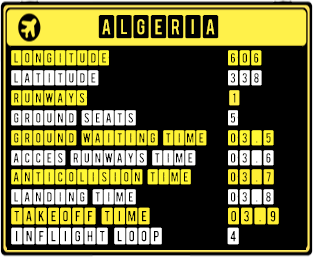 ALGERIA
LONGITUDE 606
LATITUDE 338
RUNWAYS 1
GROUND SEATS 5
GROUND WAITING TIME 03.5
ACCES RUNWAYS TIME 03.6
ANTICOLISION TIME 03.7
LANDING TIME 03.8
TAKEOFF TIME 03.9
INFLIGHT LOOP 4